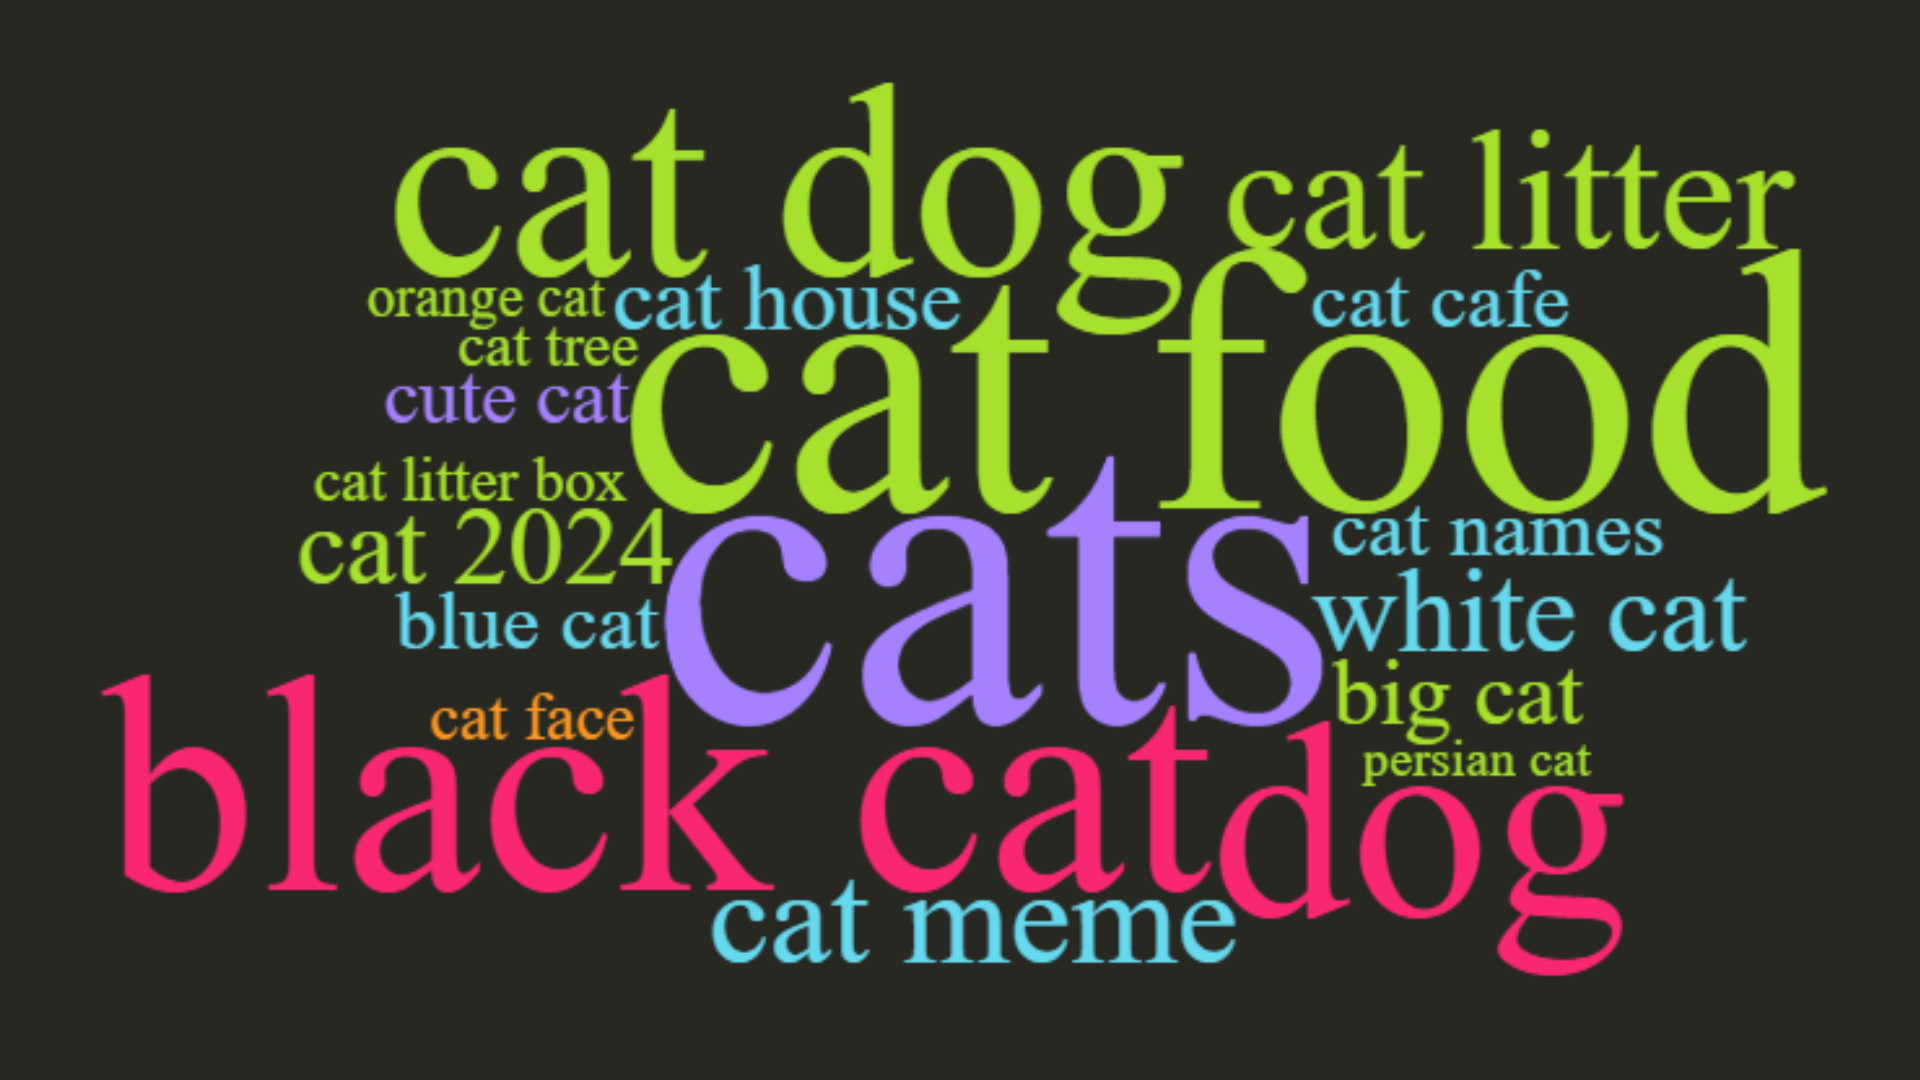 cat dog
cat litter
orange cat
cat house
cat cafe
cat tree
cat food
cute cat
cat litter box
cat 2024
cats
cat names
blue cat
white cat
big cat
cat face
black cat
persian cat
dog
cat meme